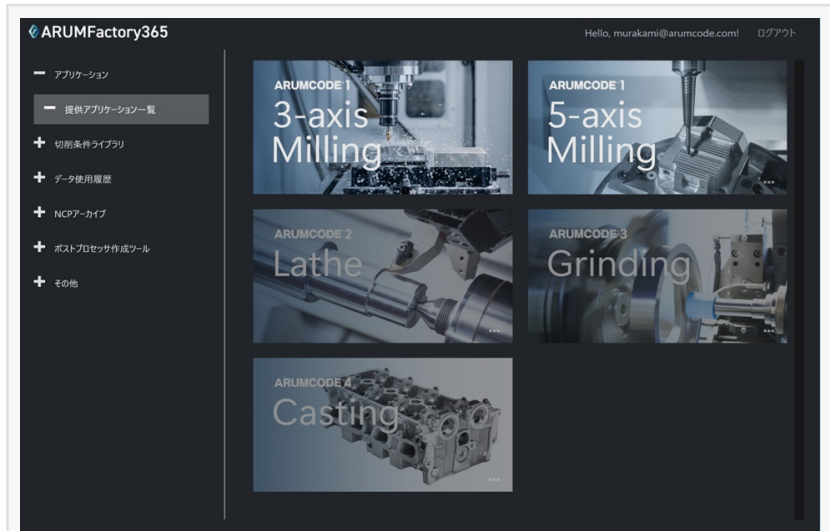 ARUMFactory365
Hello, murakami@arumcode.com!
ログアウト
アプリケーション
提供アプリケーション一覧
切削条件ライブラリ
データ使用履歴
NCPアーカイブ
ポストプロセッサ作成ツール
その他
ARUMCODE 1
3-axis
Milling
ARUMCODE 1
5-axis
Milling
ARUMCODE 2
Lathe
ARUMCODE 3
Grinding
ARUMCODE 4
Casting